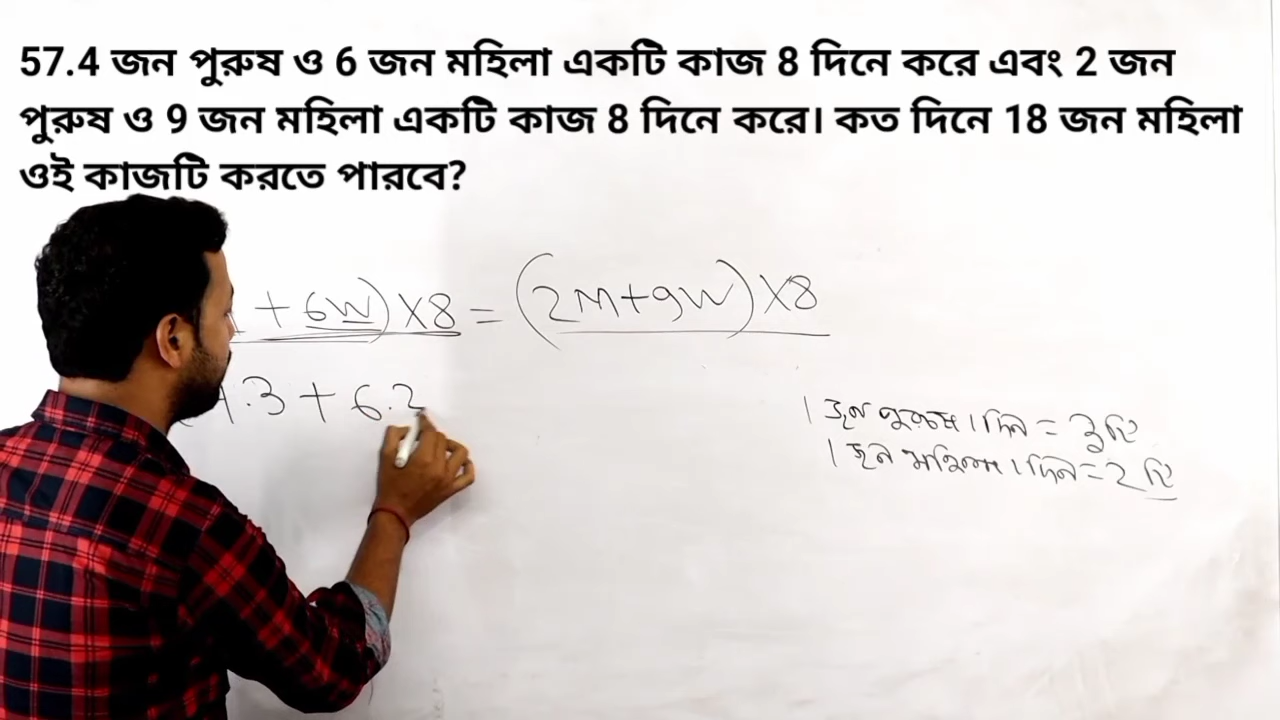 57.4 জন পুরুষ ও 6 জন মহিলা একটি কাজ 8 দিনে করে এবং 2 জন
পুরুষ ও 9 জন মহিলা একটি কাজ 8 দিনে করে। কত দিনে 18 জন মহিলা
ওই কাজটি করতে পারবে?
+ 6W) X8 = (2M+9W) X8
4.3 + 6.2
1 জন পুরুষ 1 দিন = 3টি
1 জন মহিলা 1 দিন = 2 টি